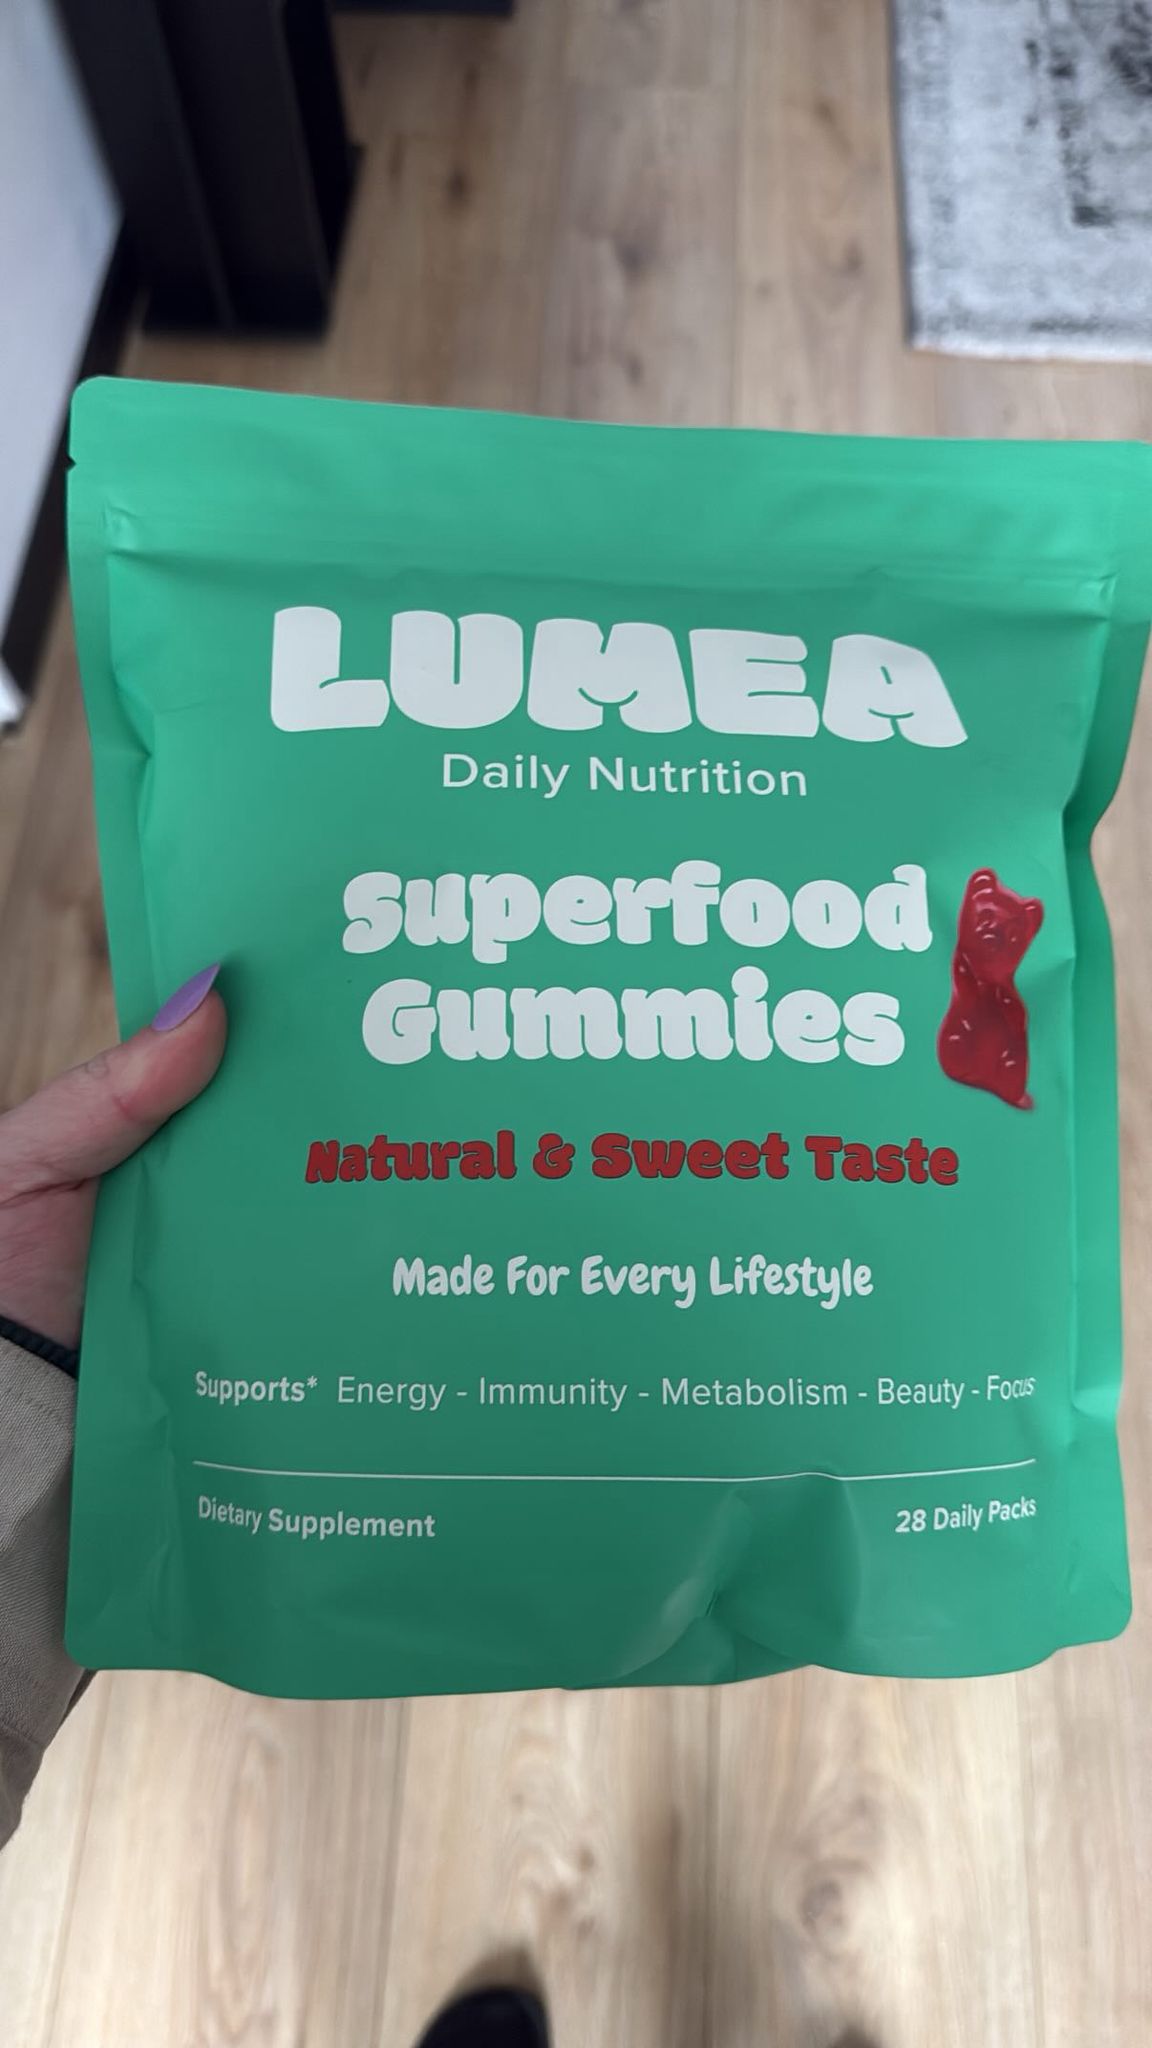 LUMEA
Daily Nutrition
Superfood
Gummies
Natural & Sweet Taste
Made For Every Lifestyle
Supports* Energy - Immunity - Metabolism - Beauty - Focus
Dietary Supplement
28 Daily Packs